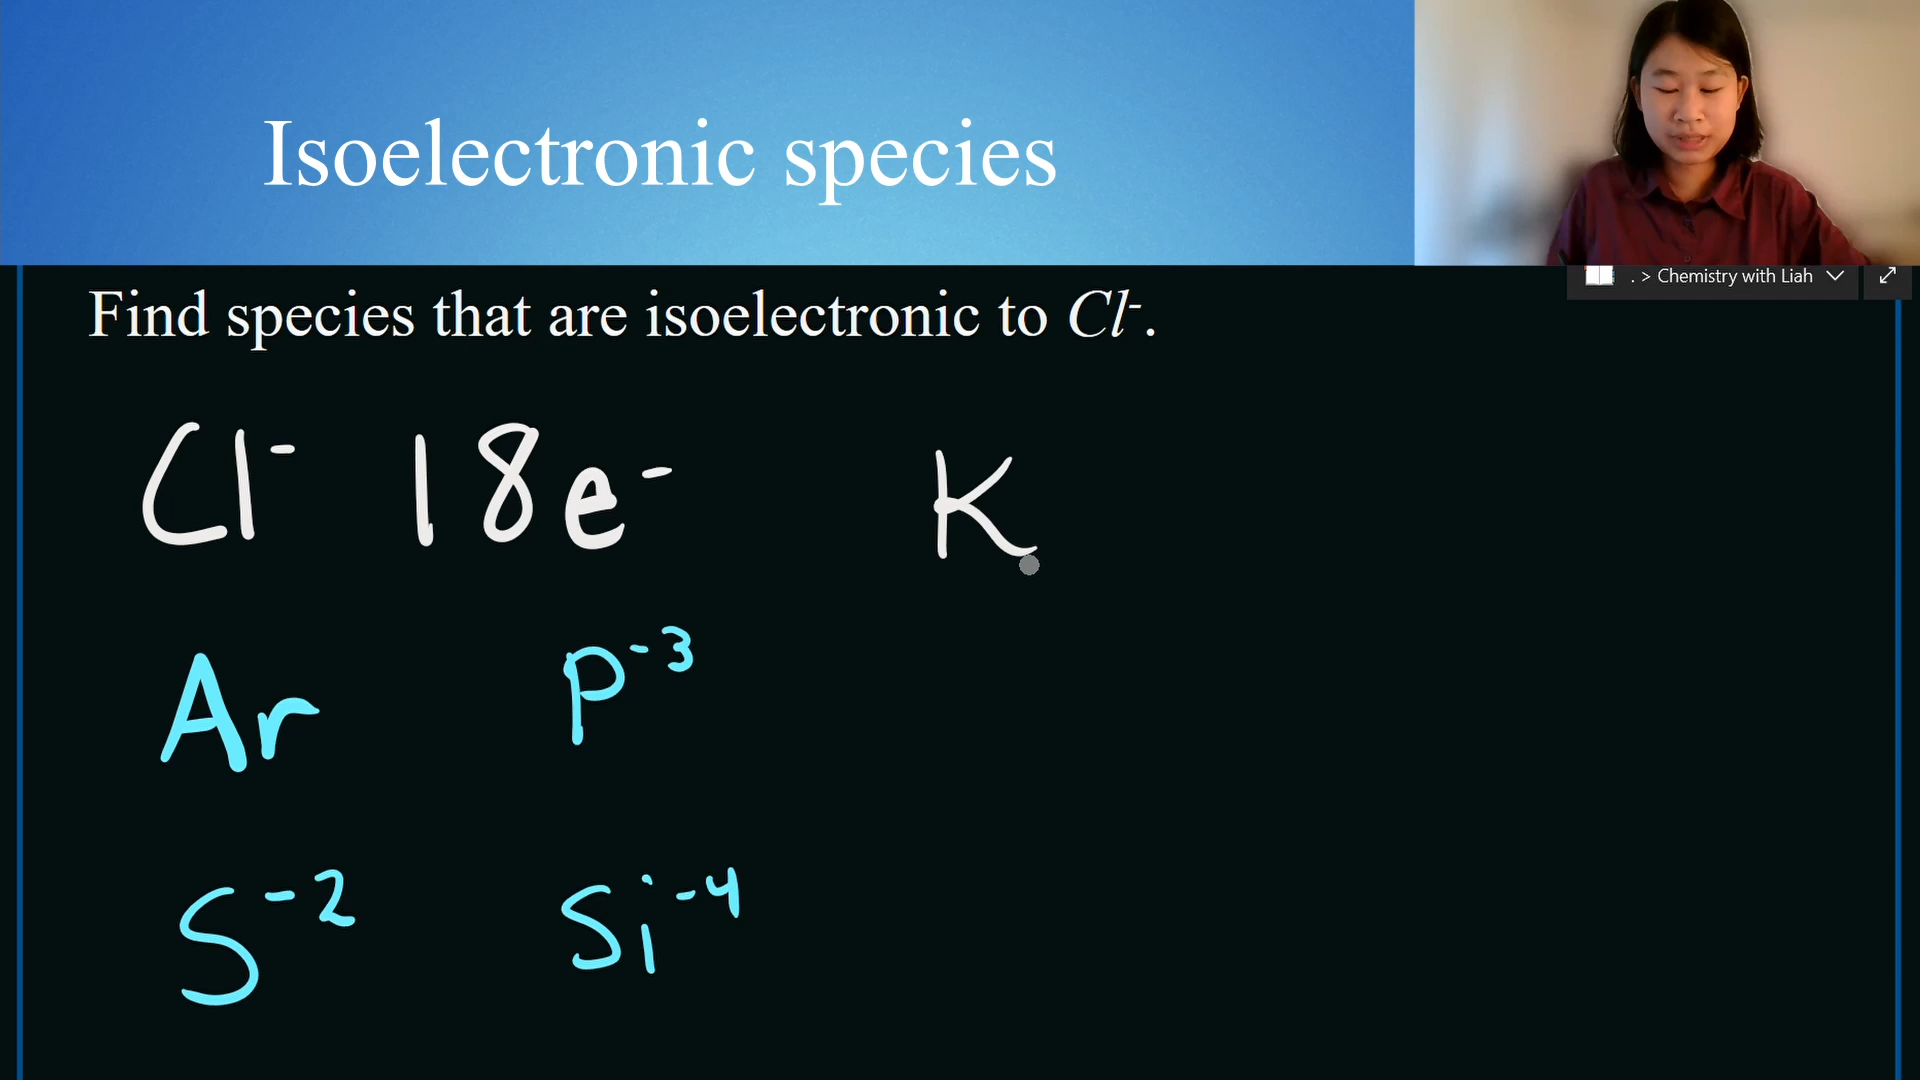 Isoelectronic species
. > Chemistry with Liah
Find species that are isoelectronic to Cl⁻.
Cl⁻ 18e⁻ K
Ar P⁻³
S⁻² Si⁻⁴